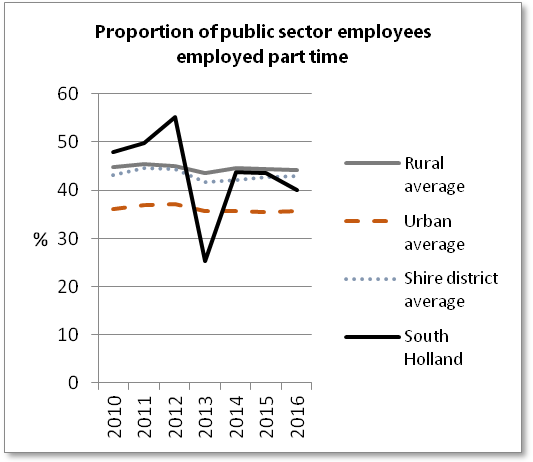 Proportion of public sector employees
employed part time
60
50
40
30
20
10
0
%
2010
2011
2012
2013
2014
2015
2016
Rural
average
Urban
average
Shire district
average
South
Holland